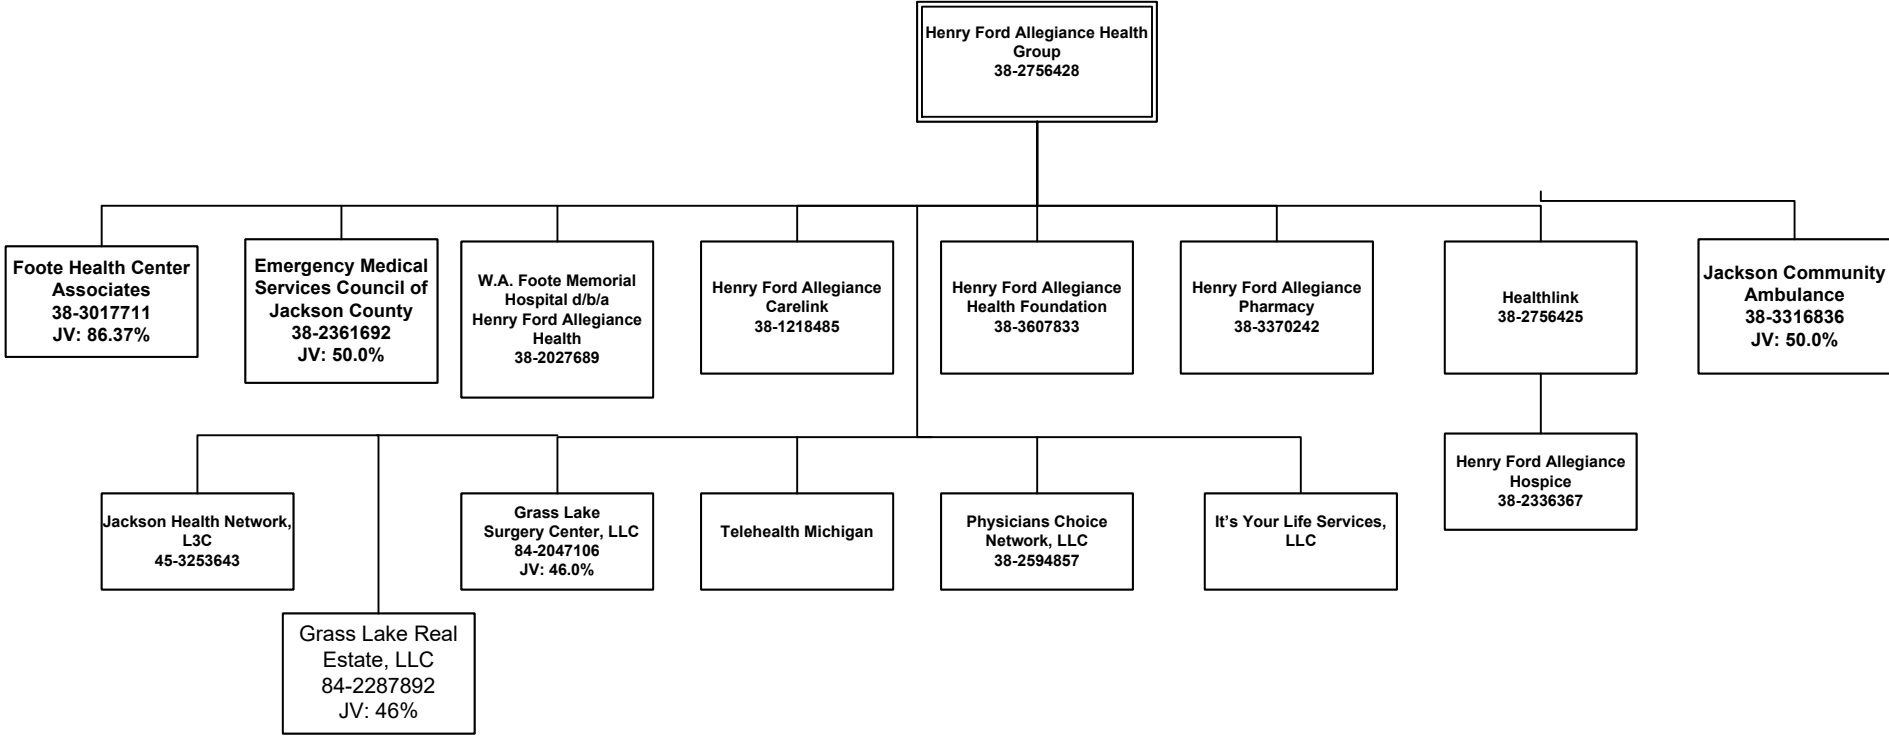 Henry Ford Allegiance Health
Group
38-2756428
Foote Health Center
Associates
38-3017711
JV: 86.37%
Emergency Medical
Services Council of
Jackson County
38-2361692
JV: 50.0%
W.A. Foote Memorial
Hospital d/b/a
Henry Ford Allegiance
Health
38-2027689
Henry Ford Allegiance
Carelink
38-1218485
Henry Ford Allegiance
Health Foundation
38-3607833
Henry Ford Allegiance
Pharmacy
38-3370242
Healthlink
38-2756425
Jackson Community
Ambulance
38-3316836
JV: 50.0%
Jackson Health Network,
L3C
45-3253643
Grass Lake
Surgery Center, LLC
84-2047106
JV: 46.0%
Telehealth Michigan
Physicians Choice
Network, LLC
38-2594857
It’s Your Life Services,
LLC
Henry Ford Allegiance
Hospice
38-2336367
Grass Lake Real
Estate, LLC
84-2287892
JV: 46%